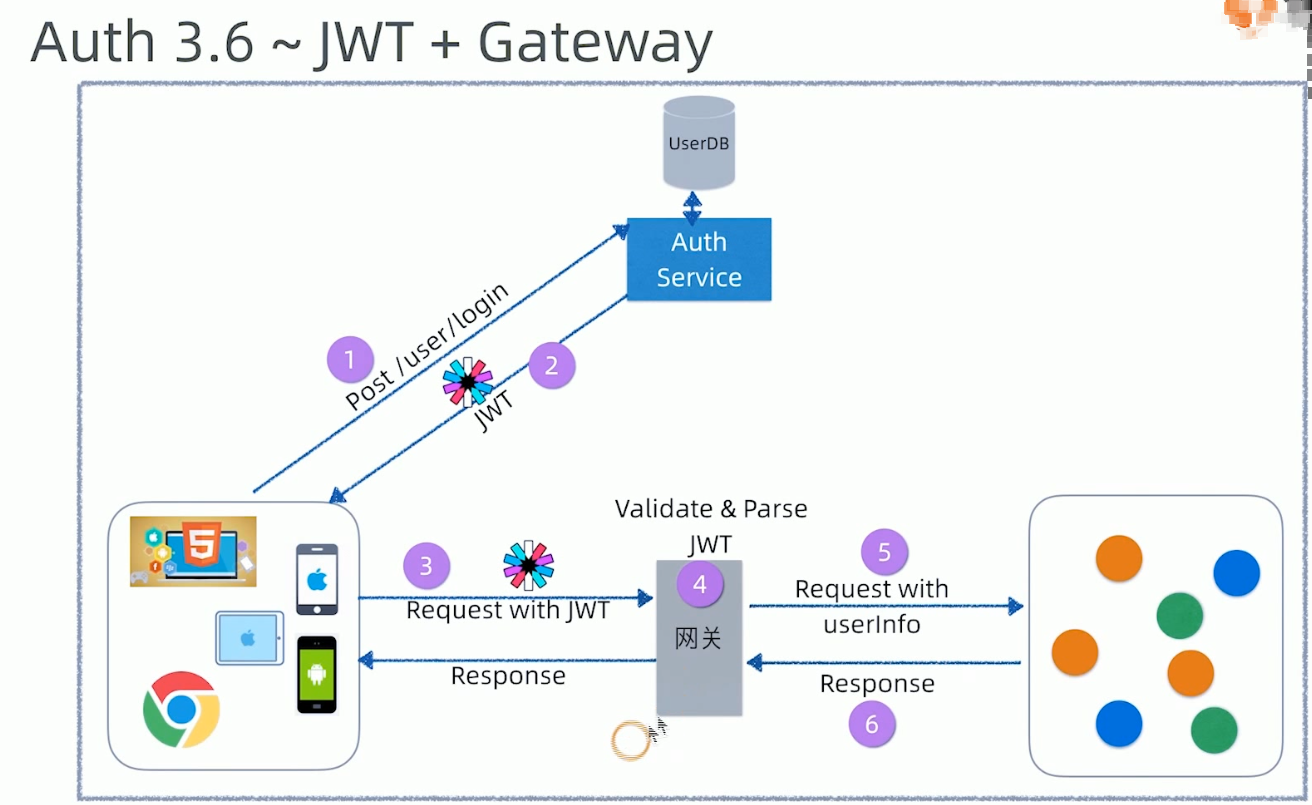 Auth 3.6 ~ JWT + Gateway
UserDB
Auth
Service
1
Post /user/login
2
JWT
5
Validate & Parse
JWT
3
Request with JWT
4
网关
5
Request with
userInfo
Response
Response
6